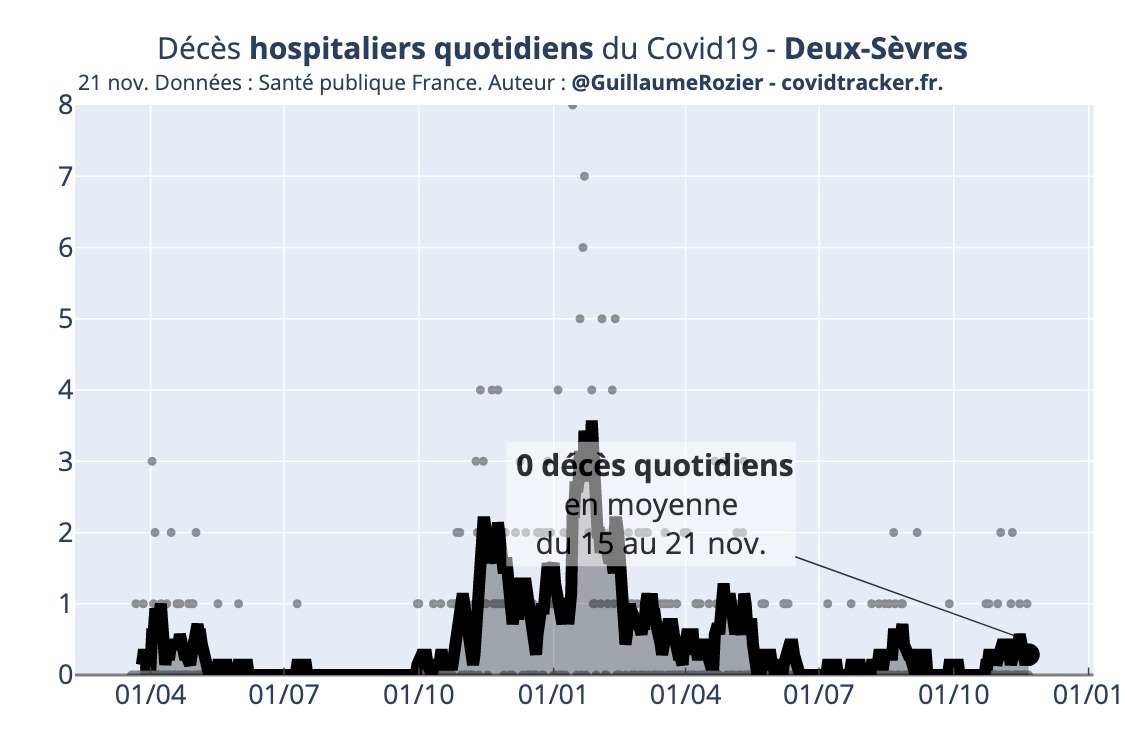 Décès hospitaliers quotidiens du Covid19 - Deux-Sèvres
21 nov. Données : Santé publique France. Auteur : @GuillaumeRozier - covidtracker.fr.
8
7
6
5
4
3
2
1
0
0 décès quotidiens
en moyenne
du 15 au 21 nov.
01/04 01/07 01/10 01/01 01/04 01/07 01/10 01/01